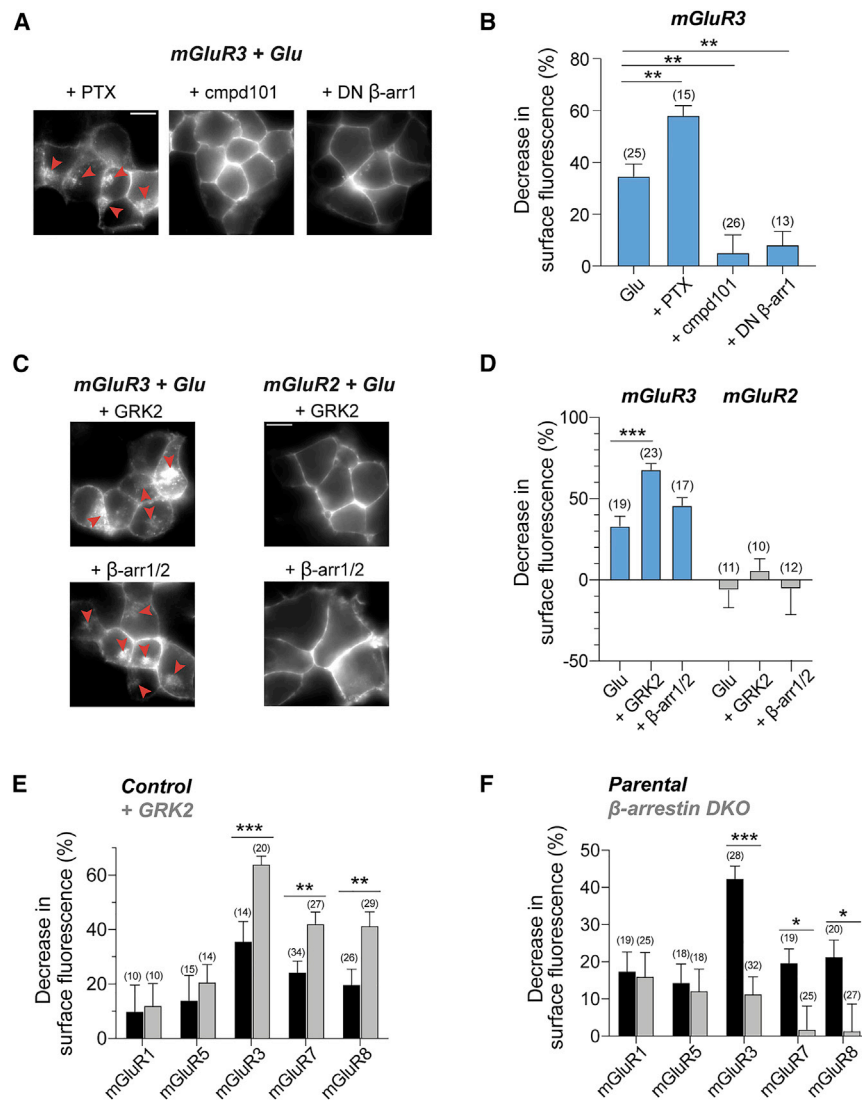 A
mGluR3 + Glu
+ PTX
+ cmpd101
+ DN β-arr1
B
mGluR3
Decrease in
surface fluorescence (%)
80
60
40
20
0
**
**
**
(25)
(15)
(26)
(13)
Glu
+ PTX
+ cmpd101
+ DN β-arr1
C
mGluR3 + Glu
mGluR2 + Glu
+ GRK2
+ GRK2
+ β-arr1/2
+ β-arr1/2
D
mGluR3
mGluR2
Decrease in
surface fluorescence (%)
100
50
0
-50
***
(19)
(23)
(17)
(11)
(10)
(12)
Glu
+ GRK2
+ β-arr1/2
Glu
+ GRK2
+ β-arr1/2
E
Control
+ GRK2
Decrease in
surface fluorescence (%)
60
40
20
0
***
**
**
(10)
(10)
(15)
(14)
(14)
(20)
(34)
(27)
(26)
(29)
mGluR1
mGluR5
mGluR3
mGluR7
mGluR8
F
Parental
β-arrestin DKO
Decrease in
surface fluorescence (%)
50
40
30
20
10
0
***
*
*
(19)
(25)
(18)
(18)
(28)
(32)
(19)
(25)
(20)
(27)
mGluR1
mGluR5
mGluR3
mGluR7
mGluR8